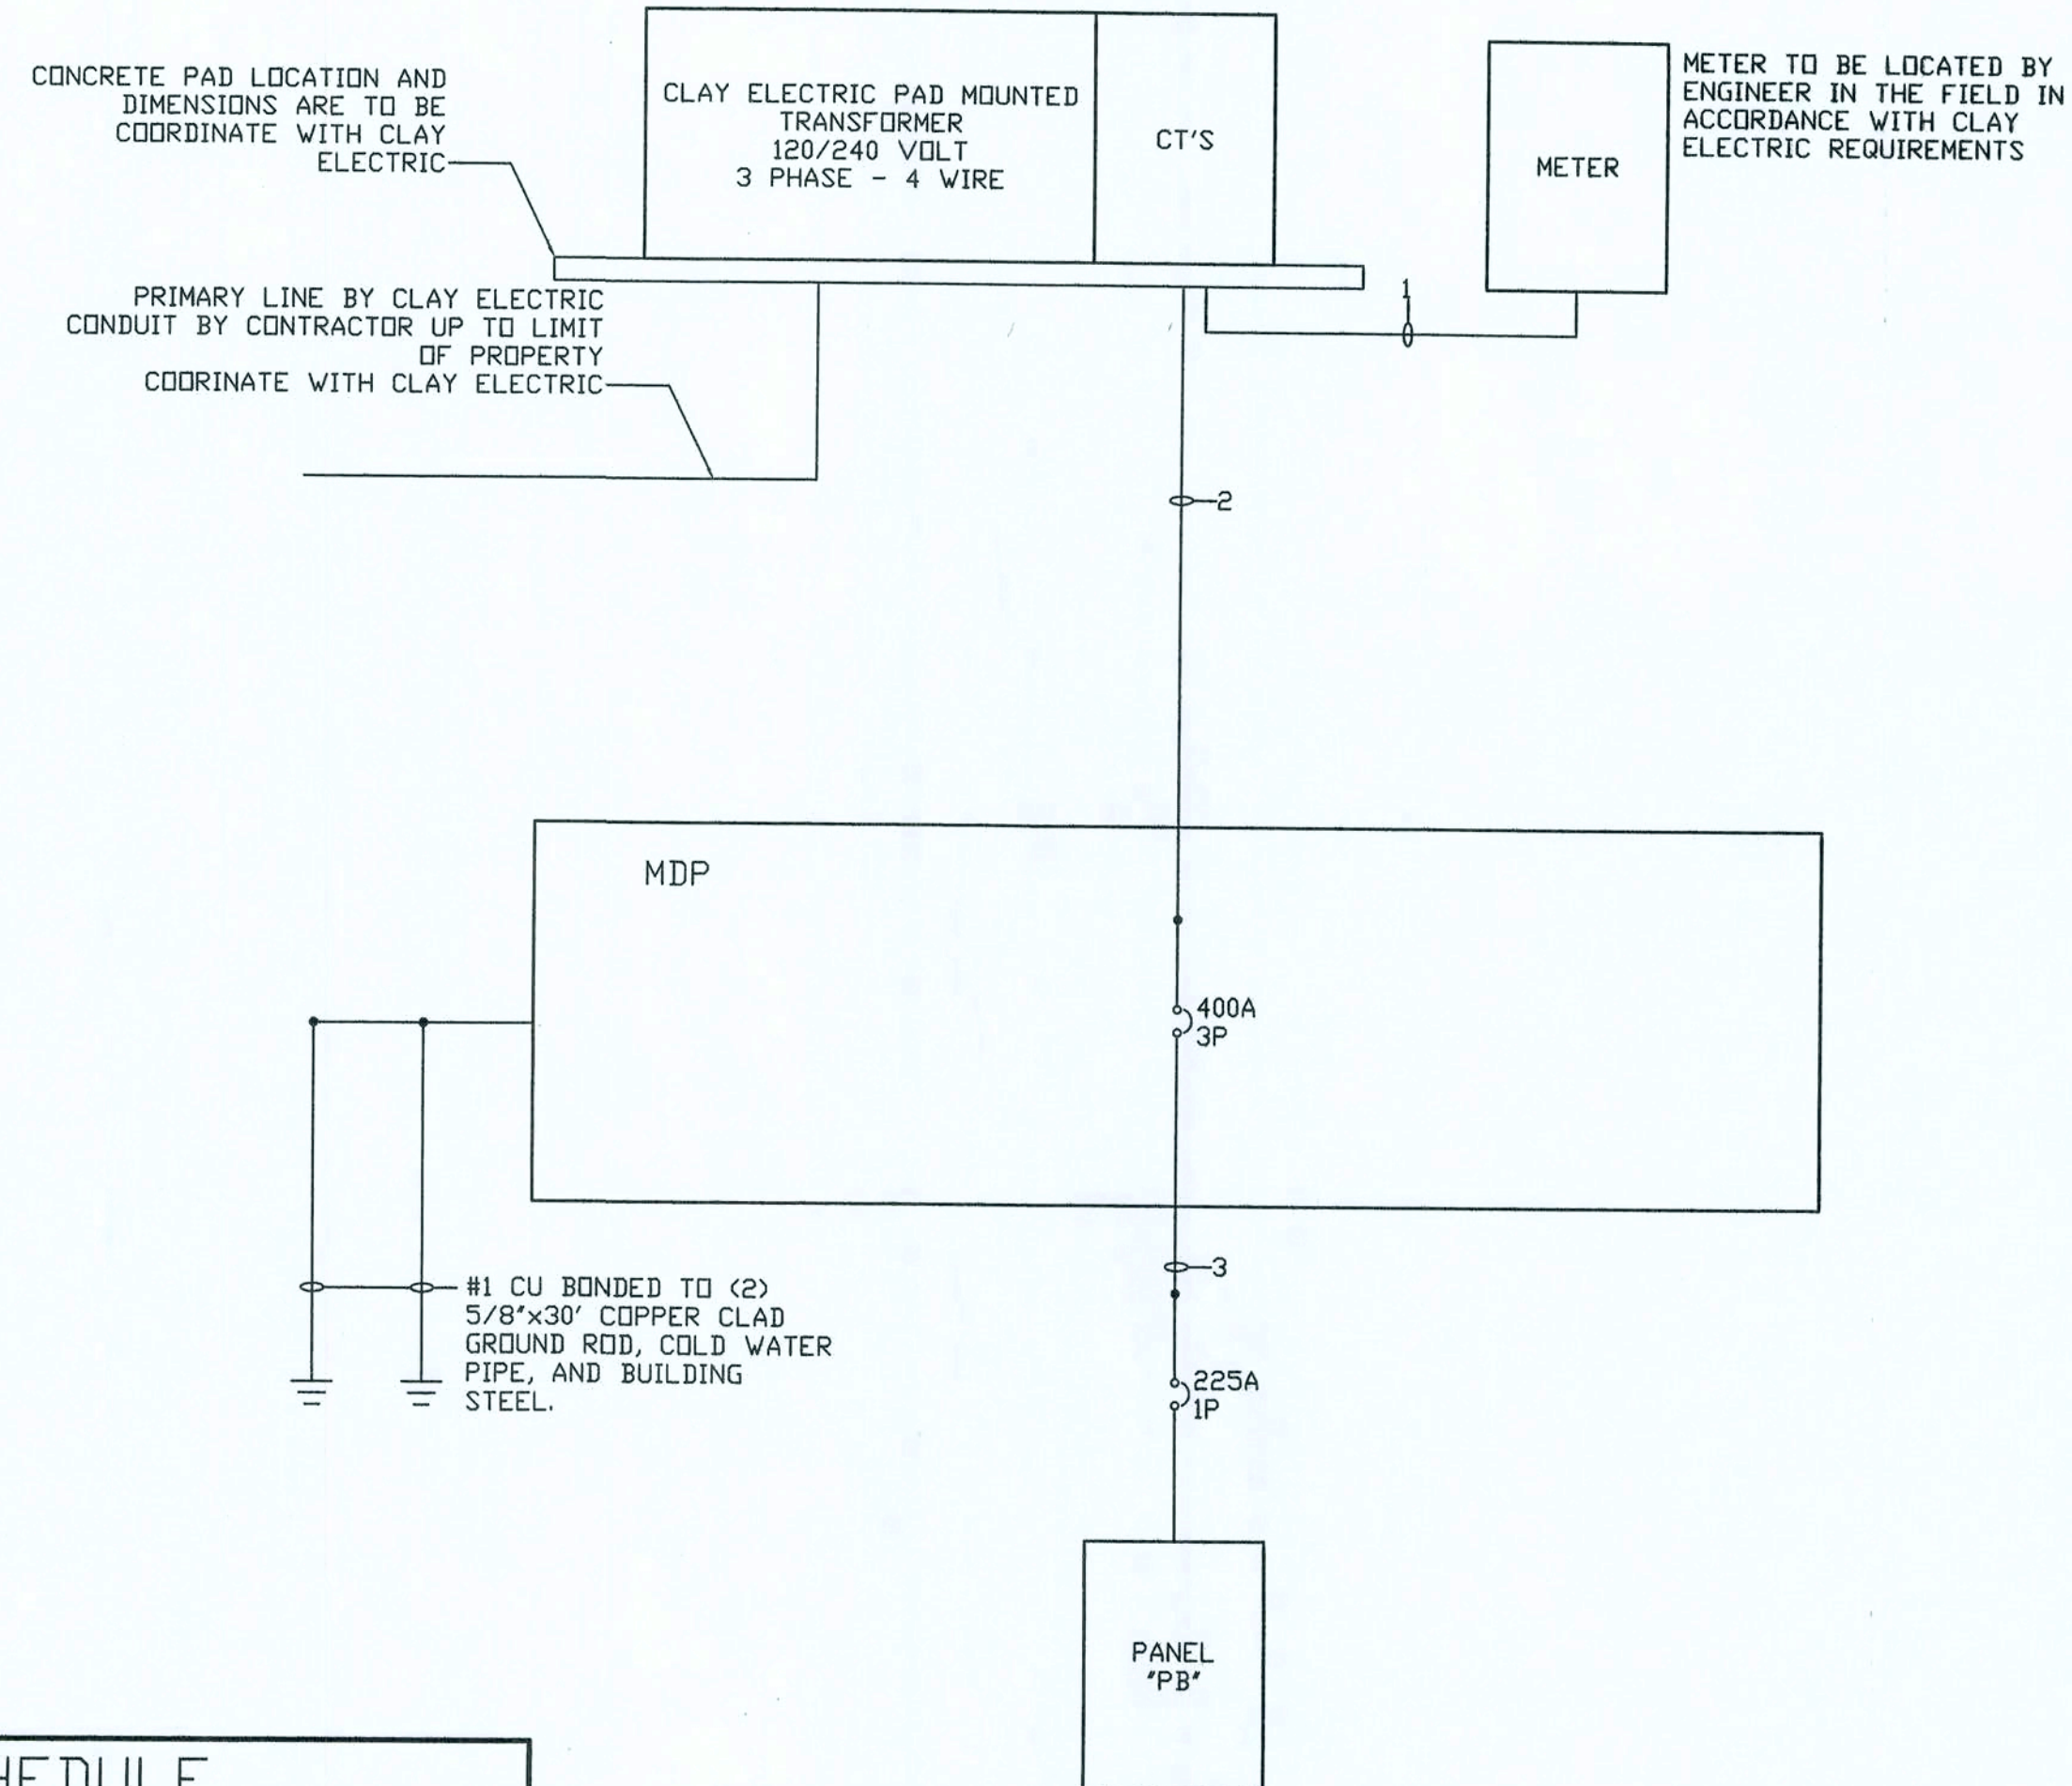 CONCRETE PAD LOCATION AND
DIMENSIONS ARE TO BE
COORDINATE WITH CLAY
ELECTRIC
CLAY ELECTRIC PAD MOUNTED
TRANSFORMER
120/240 VOLT
3 PHASE - 4 WIRE
CT'S
METER
METER TO BE LOCATED BY
ENGINEER IN THE FIELD IN
ACCORDANCE WITH CLAY
ELECTRIC REQUIREMENTS
PRIMARY LINE BY CLAY ELECTRIC
CONDUIT BY CONTRACTOR UP TO LIMIT
OF PROPERTY
COORINATE WITH CLAY ELECTRIC
1
2
MDP
400A
3P
3
#1 CU BONDED TO (2)
5/8"x30' COPPER CLAD
GROUND ROD, COLD WATER
PIPE, AND BUILDING
STEEL.
225A
1P
PANEL
"PB"
HEDULE